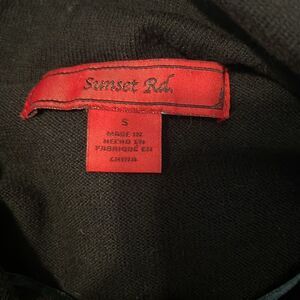 Sunset Rd.
S
MADE IN
HECHO EN
FABRIQUÉ EN
CHINA